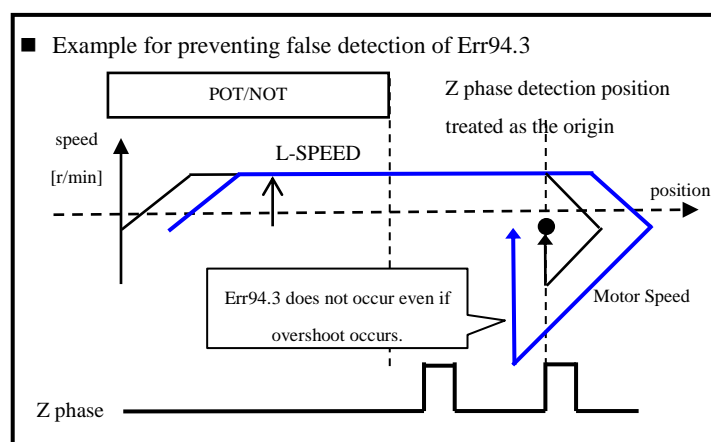 ■ Example for preventing false detection of Err94.3
POT/NOT
Z phase detection position
treated as the origin
speed
[r/min]
L-SPEED
position
Err94.3 does not occur even if
overshoot occurs.
Motor Speed
Z phase